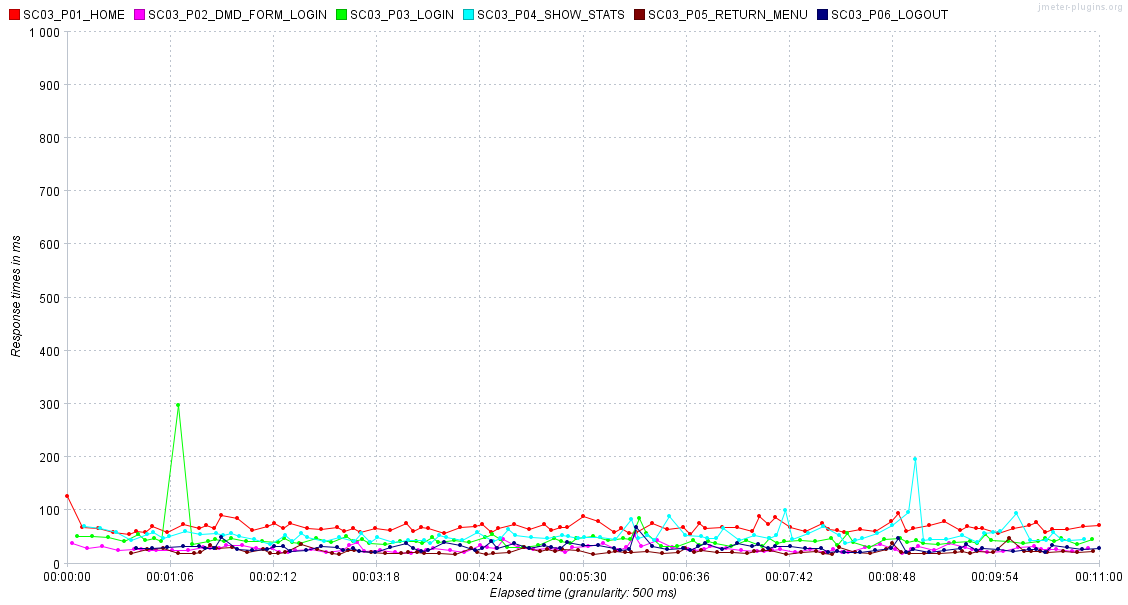 SC03_P01_HOME SC03_P02_DMD_FORM_LOGIN SC03_P03_LOGIN SC03_P04_SHOW_STATS SC03_P05_RETURN_MENU SC03_P06_LOGOUT
jmeter-plugins.org
1 000
900
800
700
600
500
400
300
200
100
0
Response times in ms
00:00:00 00:01:06 00:02:12 00:03:18 00:04:24 00:05:30 00:06:36 00:07:42 00:08:48 00:09:54 00:11:00
Elapsed time (granularity: 500 ms)